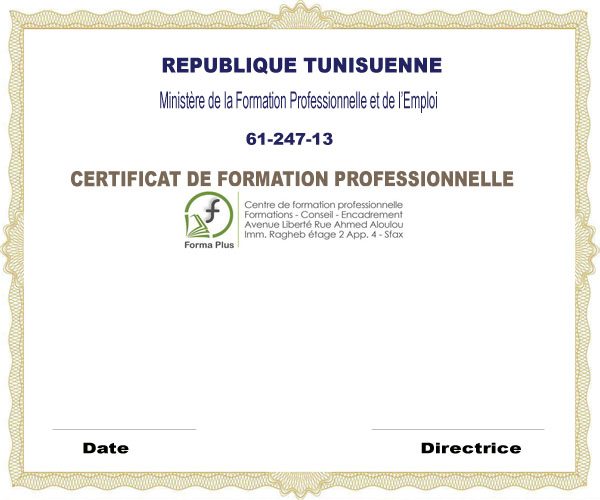 REPUBLIQUE TUNISUENNE
Ministère de la Formation Professionnelle et de l'Emploi
61-247-13
CERTIFICAT DE FORMATION PROFESSIONNELLE
Forma Plus
Centre de formation professionnelle
Formations - Conseil - Encadrement
Avenue Liberté Rue Ahmed Aloulou
Imm. Ragheb étage 2 App. 4 - Sfax
Date
Directrice